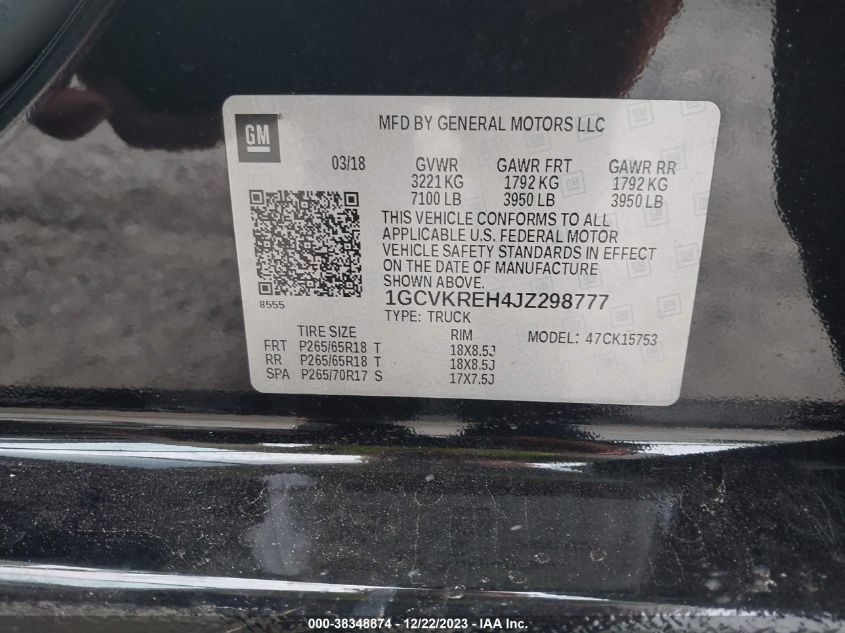 GM
MFD BY GENERAL MOTORS LLC
03/18 GVWR GAWR FRT GAWR RR
3221 KG 1792 KG 1792 KG
7100 LB 3950 LB 3950 LB
THIS VEHICLE CONFORMS TO ALL
APPLICABLE U.S. FEDERAL MOTOR
VEHICLE SAFETY STANDARDS IN EFFECT
ON THE DATE OF MANUFACTURE
SHOWN ABOVE.
8555
1GCVKREH4JZ298777
TYPE: TRUCK
TIRE SIZE RIM MODEL: 47CK15753
FRT P265/65R18 T 18X8.5J
RR P265/65R18 T 18X8.5J
SPA P265/70R17 S 17X7.5J
000-38348874 - 12/22/2023 - IAA Inc.